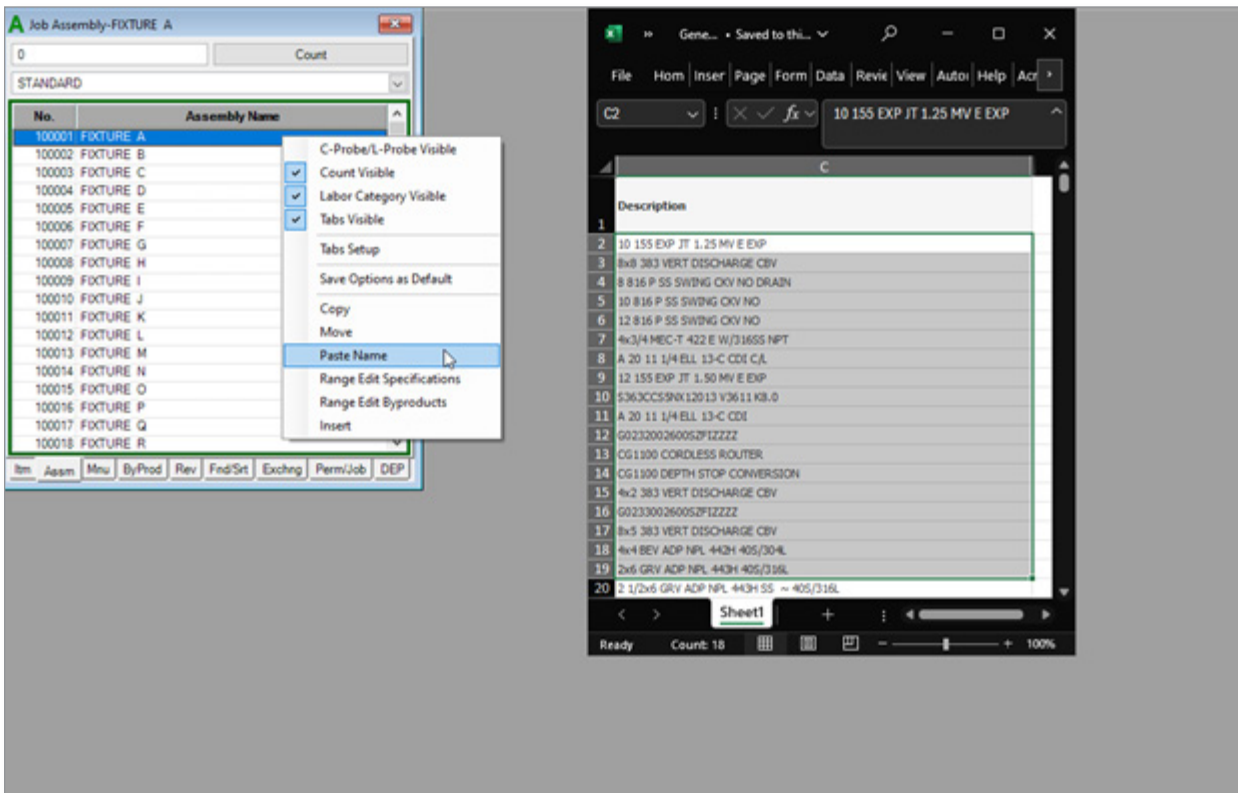 A Job Assembly-FIXTURE A
0
Count
STANDARD
No. Assembly Name
100001 FIXTURE A
100002 FIXTURE B
100003 FIXTURE C
100004 FIXTURE D
100005 FIXTURE E
100006 FIXTURE F
100007 FIXTURE G
100008 FIXTURE H
100009 FIXTURE I
100010 FIXTURE J
100011 FIXTURE K
100012 FIXTURE L
100013 FIXTURE M
100014 FIXTURE N
100015 FIXTURE O
100016 FIXTURE P
100017 FIXTURE Q
100018 FIXTURE R
C-Probe/L-Probe Visible
Count Visible
Labor Category Visible
Tabs Visible
Tabs Setup
Save Options as Default
Copy
Move
Paste Name
Range Edit Specifications
Range Edit Byproducts
Insert
Itm Assm Mnu ByProd Rev Fnd/Srt Exchng Perm/Job DEP
Gene... • Saved to thi...
File Hom Inser Page Form Data Revie View Autor Help Acr
C2 fx 10 155 EXP JT 1.25 MV E EXP
C
1 Description
2 10 155 EXP JT 1.25 MV E EXP
3 8x8 383 VERT DISCHARGE CBV
4 8 816 P SS SWING CKV NO DRAIN
5 10 816 P SS SWING CKV NO
6 12 816 P SS SWING CKV NO
7 4x3/4 MEC-T 422 E W/316SS NPT
8 A 20 11 1/4 ELL 13-C CDI C/L
9 12 155 EXP JT 1.50 MV E EXP
10 S363CCS5NX12013 V3611 K8.0
11 A 20 11 1/4 ELL 13-C CDI
12 G0232002600SZFIZZZZ
13 CG1100 CORDLESS ROUTER
14 CG1100 DEPTH STOP CONVERSION
15 4x2 383 VERT DISCHARGE CBV
16 G0233002600SZFIZZZZ
17 8x5 383 VERT DISCHARGE CBV
18 4x4 BEV ADP NPL 442H 40S/304L
19 2x6 GRV ADP NPL 443H 40S/316L
20 2 1/2x6 GRV ADP NPL 443H SS ~ 40S/316L
Sheet1
Ready Count: 18 100%